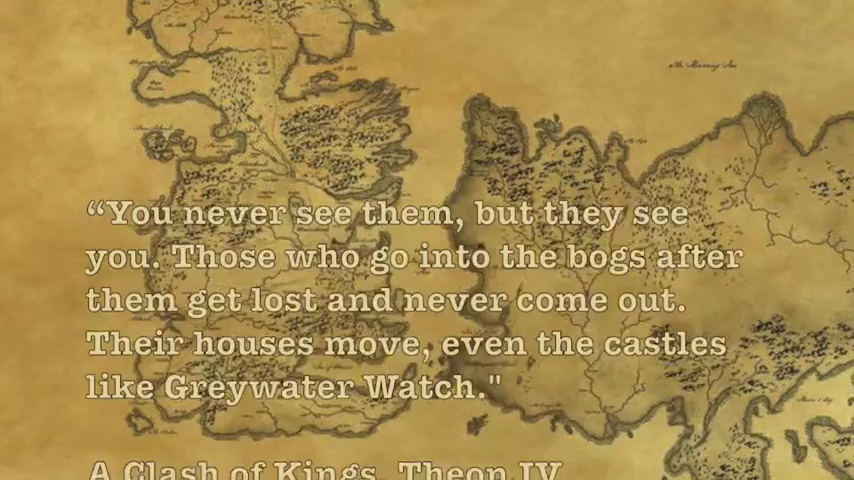 “You never see them, but they see
you. Those who go into the bogs after
them get lost and never come out.
Their houses move, even the castles
like Greywater Watch."
A Clash of Kings, Theon IV